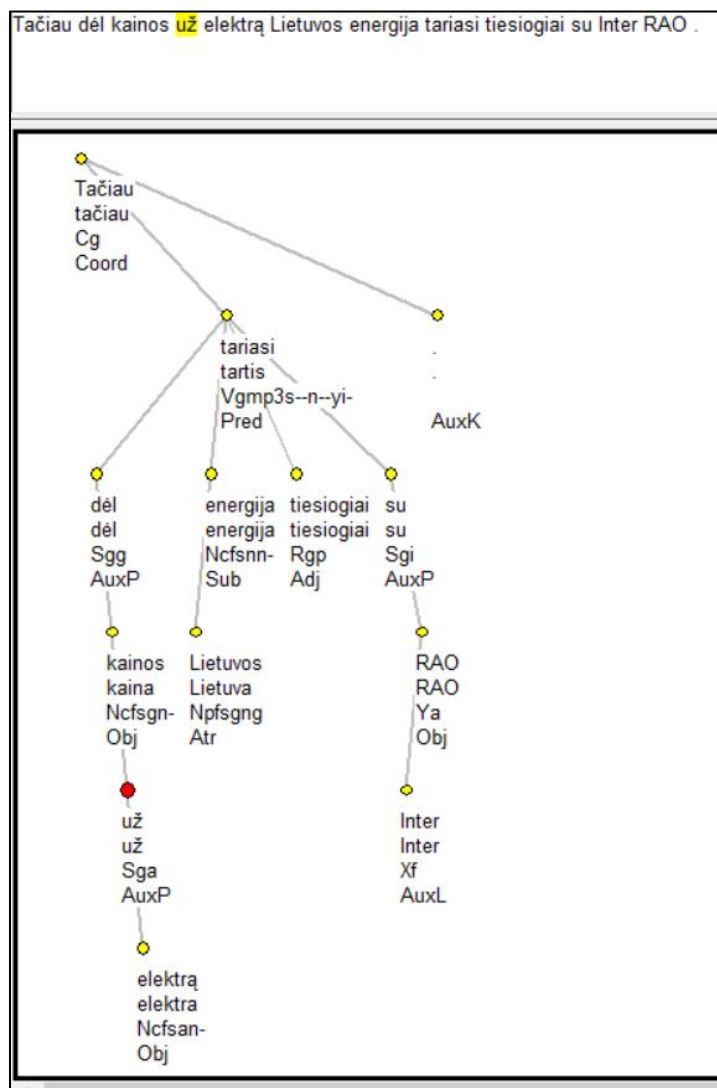 Tačiau dėl kainos už elektrą Lietuvos energija tariasi tiesiogiai su Inter RAO .
Tačiau
tačiau
Cg
Coord
tariasi
tartis
Vgmp3s--n--yi-
Pred
.
.
AuxK
dėl
dėl
Sgg
AuxP
energija
energija
Ncfsnn-
Sub
tiesiogiai
tiesiogiai
Rgp
Adj
su
su
Sgi
AuxP
kainos
kaina
Ncfsgn-
Obj
Lietuvos
Lietuva
Npfsgng
Atr
RAO
RAO
Ya
Obj
už
už
Sga
AuxP
Inter
Inter
Xf
AuxL
elektrą
elektra
Ncfsan-
Obj